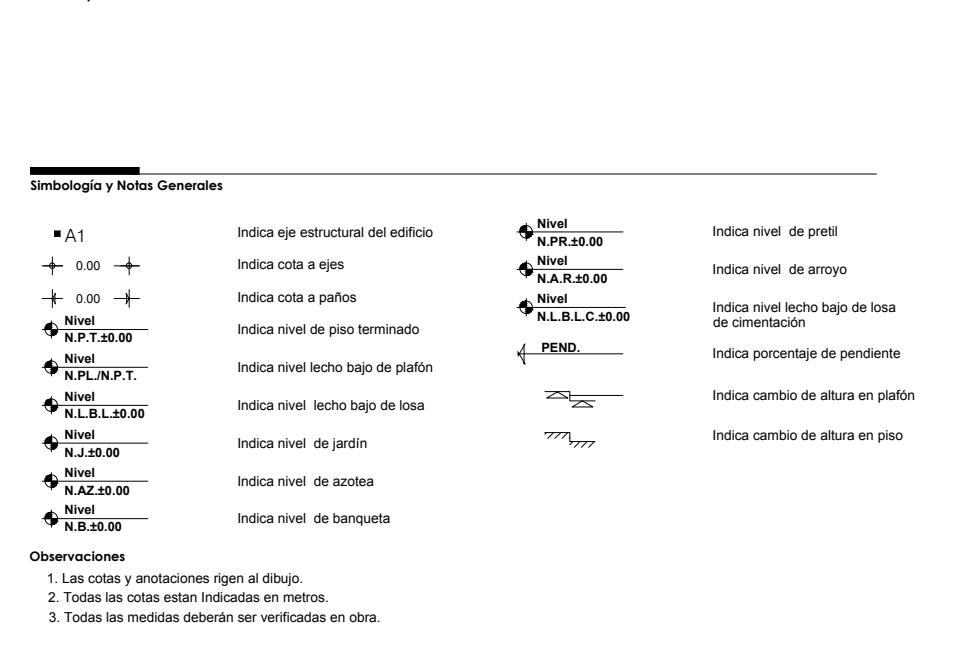 Simbología y Notas Generales
A1
Indica eje estructural del edificio
0.00
Indica cota a ejes
0.00
Indica cota a paños
Nivel
N.P.T.±0.00
Indica nivel de piso terminado
Nivel
N.PL./N.P.T.
Indica nivel lecho bajo de plafón
Nivel
N.L.B.L.±0.00
Indica nivel lecho bajo de losa
Nivel
N.J.±0.00
Indica nivel de jardín
Nivel
N.AZ.±0.00
Indica nivel de azotea
Nivel
N.B.±0.00
Indica nivel de banqueta
Nivel
N.PR.±0.00
Indica nivel de pretil
Nivel
N.A.R.±0.00
Indica nivel de arroyo
Nivel
N.L.B.L.C.±0.00
Indica nivel lecho bajo de losa
de cimentación
PEND.
Indica porcentaje de pendiente
Indica cambio de altura en plafón
Indica cambio de altura en piso
Observaciones
1. Las cotas y anotaciones rigen al dibujo.
2. Todas las cotas estan Indicadas en metros.
3. Todas las medidas deberán ser verificadas en obra.